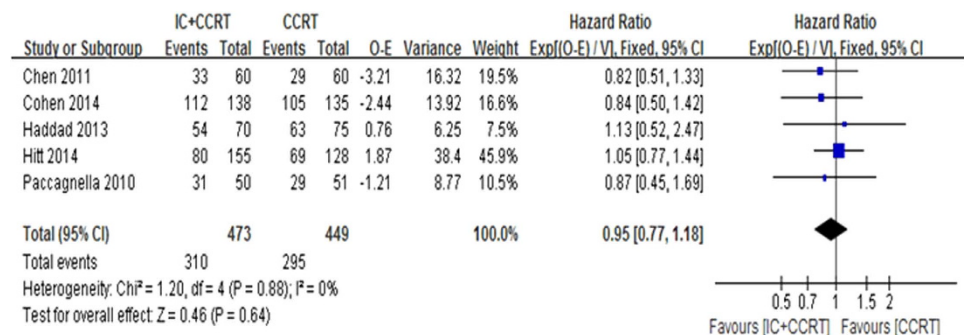 IC+CCRT CCRT Hazard Ratio Hazard Ratio
Study or Subgroup Events Total Events Total O-E Variance Weight Exp[(O-E) / V], Fixed, 95% CI Exp[(O-E) / V], Fixed, 95% CI
Chen 2011 33 60 29 60 -3.21 16.32 19.5% 0.82 [0.51, 1.33]
Cohen 2014 112 138 105 135 -2.44 13.92 16.6% 0.84 [0.50, 1.42]
Haddad 2013 54 70 63 75 0.76 6.25 7.5% 1.13 [0.52, 2.47]
Hitt 2014 80 155 69 128 1.87 38.4 45.9% 1.05 [0.77, 1.44]
Paccagnella 2010 31 50 29 51 -1.21 8.77 10.5% 0.87 [0.45, 1.69]
Total (95% CI) 473 449 100.0% 0.95 [0.77, 1.18]
Total events 310 295
Heterogeneity: Chi² = 1.20, df = 4 (P = 0.88); I² = 0%
Test for overall effect: Z = 0.46 (P = 0.64)
0.5 0.7 1 1.5 2
Favours [IC+CCRT] Favours [CCRT]